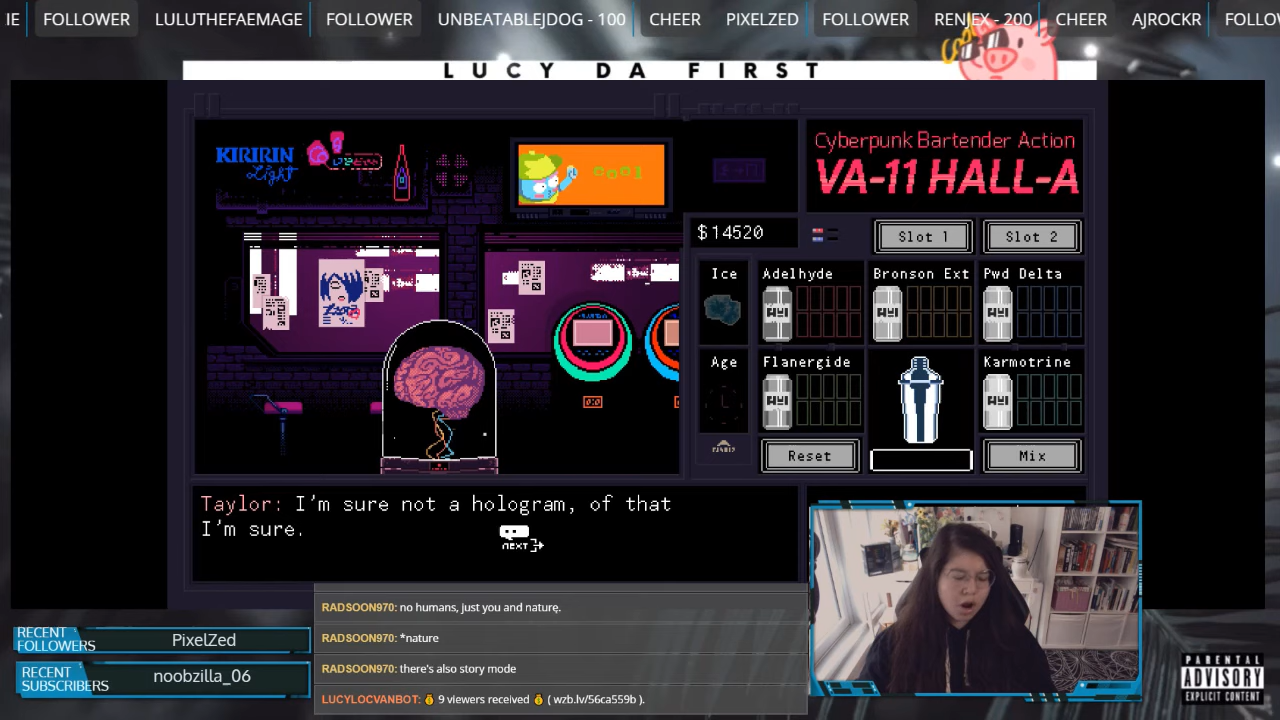 IE FOLLOWER LULUTHEFAEMAGE FOLLOWER UNBEATABLEJDOG - 100 CHEER PIXELZED FOLLOWER RENJEX - 200 CHEER AJROCKR FOLLO
LUCY DA FIRST
KIRIRIN
Light
cool
Cyberpunk Bartender Action
VA-11 HALL-A
$14520
Slot 1
Slot 2
Ice
Adelhyde
Bronson Ext
Pwd Delta
Age
Flanergide
Karmotrine
Reset
Mix
Taylor: I'm sure not a hologram, of that
I'm sure.
NEXT
RADSOON970: no humans, just you and nature.
RADSOON970: *nature
RADSOON970: there's also story mode
LUCYLOCVANBOT: 💰 9 viewers received 💰 ( wzb.lv/56ca559b ).
RECENT
FOLLOWERS
PixelZed
RECENT
SUBSCRIBERS
noobzilla_06
PARENTAL
ADVISORY
EXPLICIT CONTENT